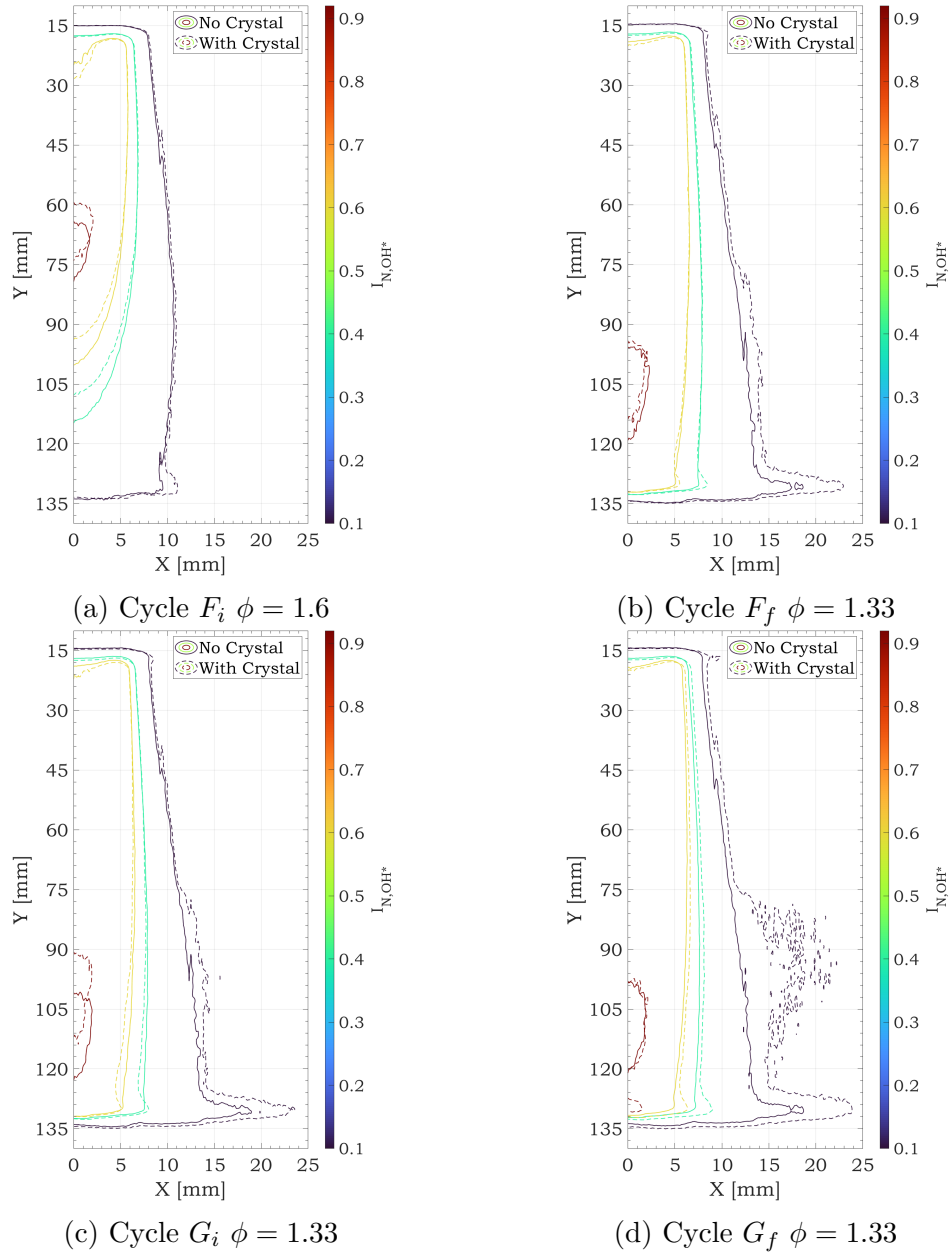 No Crystal
With Crystal
15
30
45
60
75
90
105
120
135
Y [mm]
0 5 10 15 20 25
X [mm]
0.9
0.8
0.7
0.6
0.5
0.4
0.3
0.2
0.1
I_N,OH*
(a) Cycle F_i ϕ = 1.6
No Crystal
With Crystal
15
30
45
60
75
90
105
120
135
Y [mm]
0 5 10 15 20 25
X [mm]
0.9
0.8
0.7
0.6
0.5
0.4
0.3
0.2
0.1
I_N,OH*
(b) Cycle F_f ϕ = 1.33
No Crystal
With Crystal
15
30
45
60
75
90
105
120
135
Y [mm]
0 5 10 15 20 25
X [mm]
0.9
0.8
0.7
0.6
0.5
0.4
0.3
0.2
0.1
I_N,OH*
(c) Cycle G_i ϕ = 1.33
No Crystal
With Crystal
15
30
45
60
75
90
105
120
135
Y [mm]
0 5 10 15 20 25
X [mm]
0.9
0.8
0.7
0.6
0.5
0.4
0.3
0.2
0.1
I_N,OH*
(d) Cycle G_f ϕ = 1.33